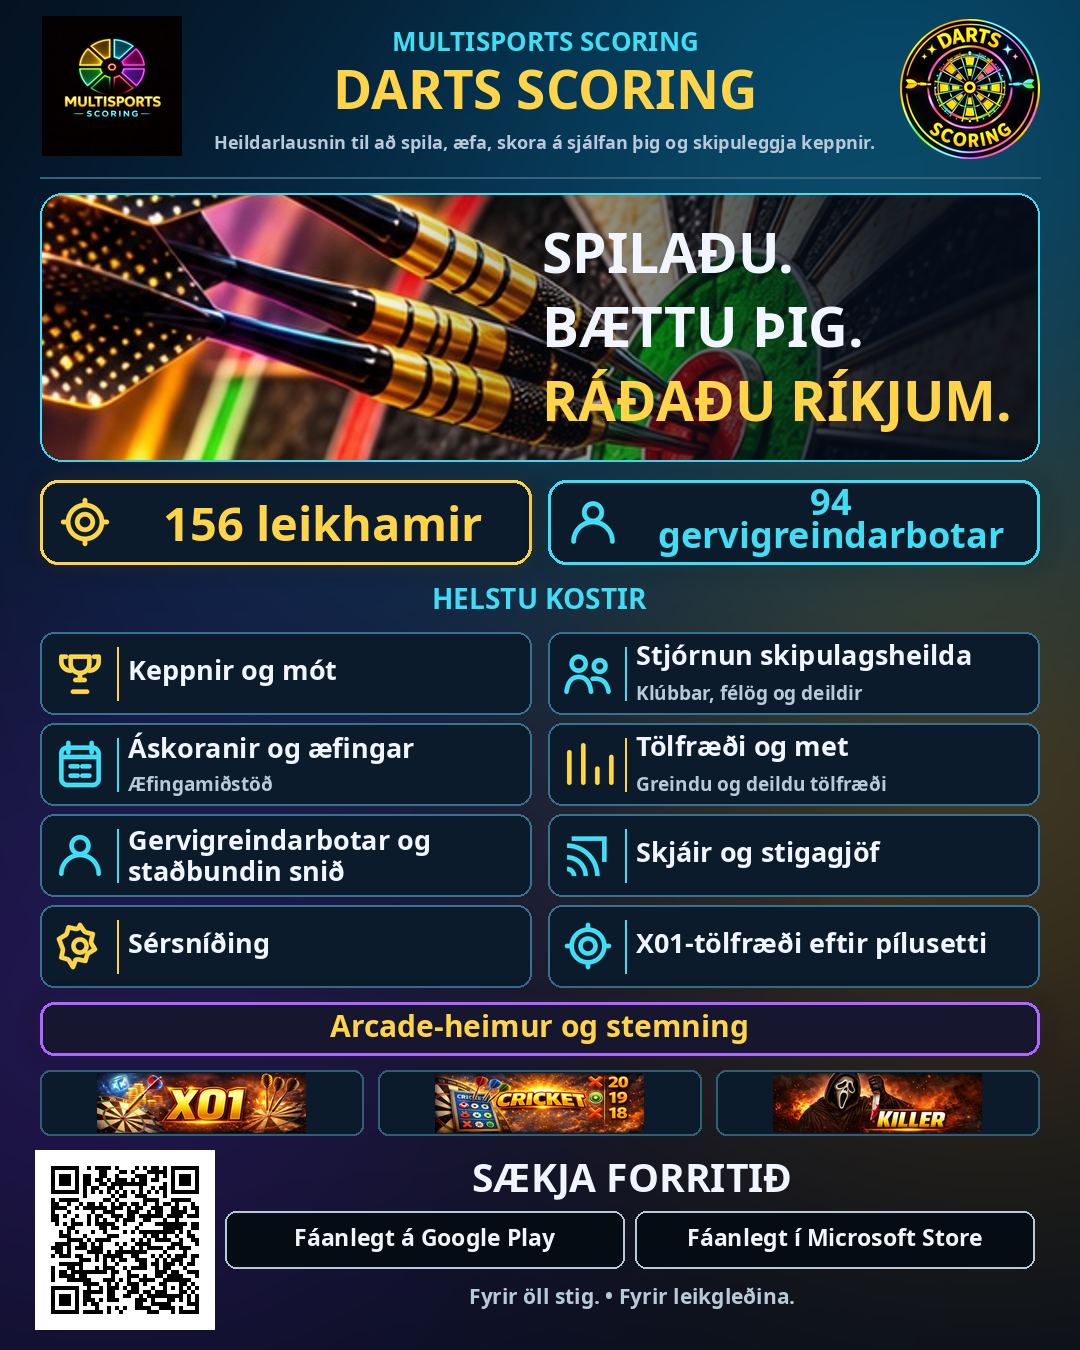 MULTISPORTS
SCORING
MULTISPORTS SCORING
DARTS SCORING
Heildarlausnin til að spila, æfa, skora á sjálfan þig og skipuleggja keppnir.
DARTS
SCORING
SPILAÐU.
BÆTTU ÞIG.
RÁÐAÐU RÍKJUM.
156 leikhamir
94
gervigreindarbotar
HELSTU KOSTIR
Keppnir og mót
Stjórnun skipulagsheilda
Klúbbar, félög og deildir
Áskoranir og æfingar
Æfingamiðstöð
Tölfræði og met
Greindu og deildu tölfræði
Gervigreindarbotar og
staðbundin snið
Skjáir og stigagjöf
Sérsníðing
X01-tölfræði eftir pílusetti
Arcade-heimur og stemning
X01
CRICKET
CRICKET
20
19
18
KILLER
SÆKJA FORRITIÐ
Fáanlegt á Google Play
Fáanlegt í Microsoft Store
Fyrir öll stig. • Fyrir leikgleðina.